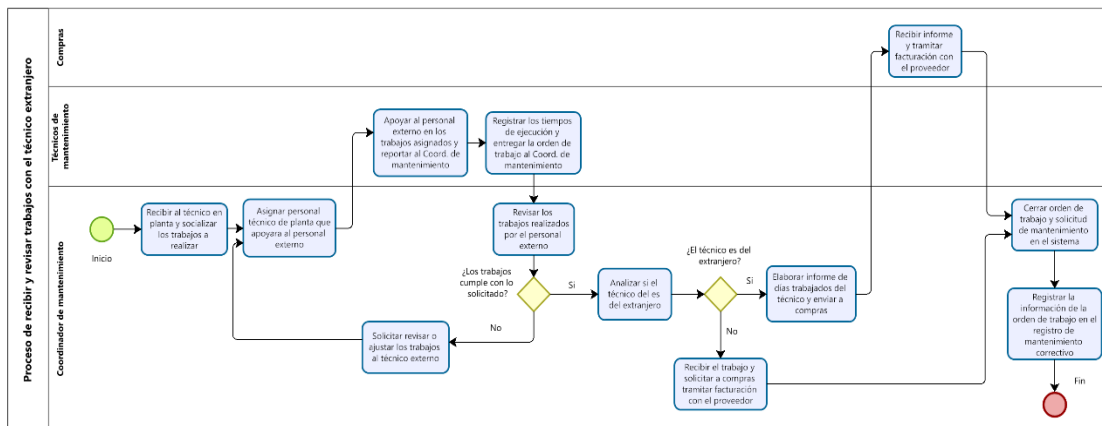 Proceso de recibir y revisar trabajos con el técnico extranjero
Compras
Recibir informe
y tramitar
facturación con
el proveedor
Técnicos de
mantenimiento
Apoyar al personal
externo en los
trabajos asignados y
reportar al Coord. de
mantenimiento
Registrar los tiempos
de ejecución y
entregar la orden de
trabajo al Coord. de
mantenimiento
Coordinador de mantenimiento
Inicio
Recibir al técnico en
planta y socializar
los trabajos a
realizar
Asignar personal
técnico de planta que
apoyara al personal
externo
Revisar los
trabajos realizados
por el personal
externo
¿Los trabajos
cumple con lo
solicitado?
Si
No
Solicitar revisar o
ajustar los trabajos
al técnico externo
Analizar si el
técnico del es
del extranjero
¿El técnico es del
extranjero?
Sí
No
Elaborar informe de
días trabajados del
técnico y enviar a
compras
Recibir el trabajo y
solicitar a compras
tramitar facturación
con el proveedor
Cerrar orden de
trabajo y solicitud
de mantenimiento
en el sistema
Registrar la
información de la
orden de trabajo en el
registro de
mantenimiento
correctivo
Fin